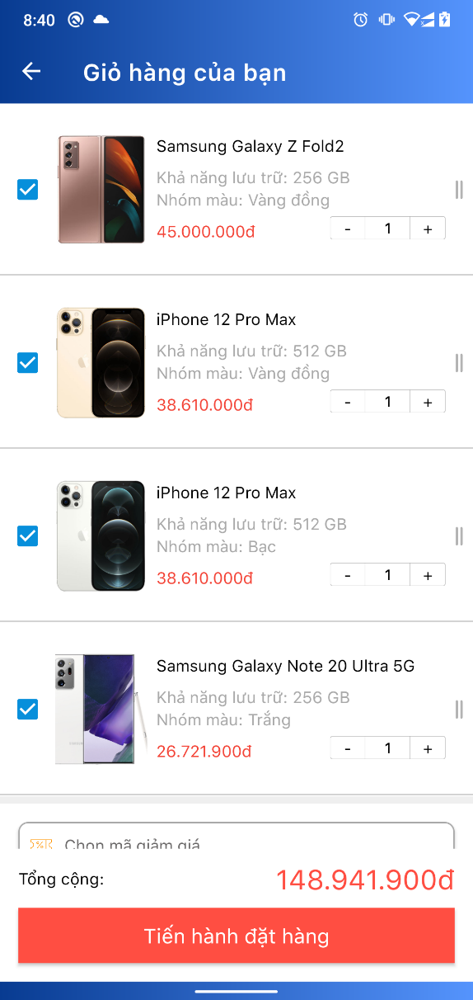 8:40
Giỏ hàng của bạn
Samsung Galaxy Z Fold2
Khả năng lưu trữ: 256 GB
Nhóm màu: Vàng đồng
45.000.000đ
- 1 +
iPhone 12 Pro Max
Khả năng lưu trữ: 512 GB
Nhóm màu: Vàng đồng
38.610.000đ
- 1 +
iPhone 12 Pro Max
Khả năng lưu trữ: 512 GB
Nhóm màu: Bạc
38.610.000đ
- 1 +
Samsung Galaxy Note 20 Ultra 5G
Khả năng lưu trữ: 256 GB
Nhóm màu: Trắng
26.721.900đ
- 1 +
Chọn mã giảm giá
Tổng cộng:
148.941.900đ
Tiến hành đặt hàng